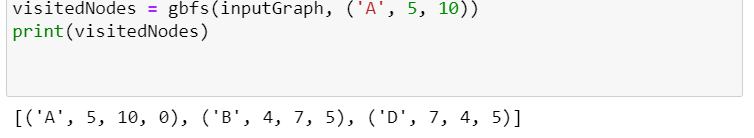 visitedNodes = gbfs(inputGraph, ('A', 5, 10))
print(visitedNodes)
[('A', 5, 10, 0), ('B', 4, 7, 5), ('D', 7, 4, 5)]